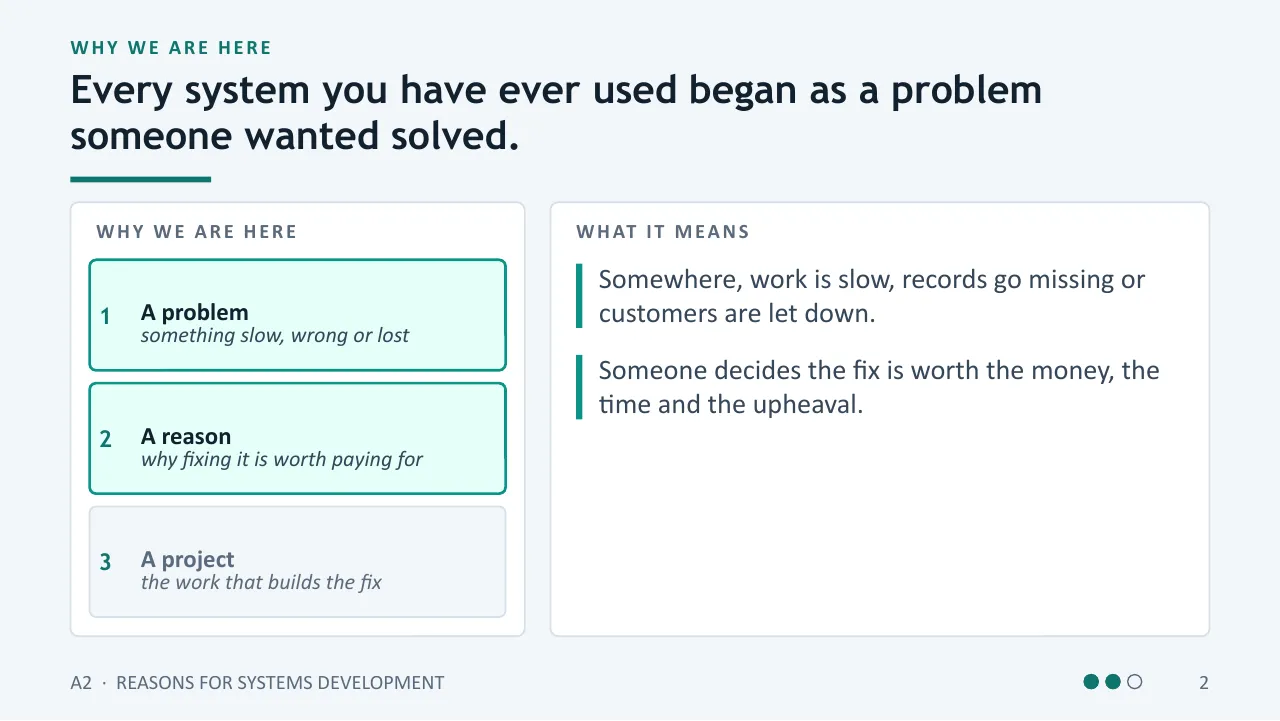 WHY WE ARE HERE
Every system you have ever used began as a problem
someone wanted solved.
WHY WE ARE HERE
1
A problem
something slow, wrong or lost
2
A reason
why fixing it is worth paying for
3
A project
the work that builds the fix
WHAT IT MEANS
Somewhere, work is slow, records go missing or
customers are let down.
Someone decides the fix is worth the money, the
time and the upheaval.
A2 · REASONS FOR SYSTEMS DEVELOPMENT
2